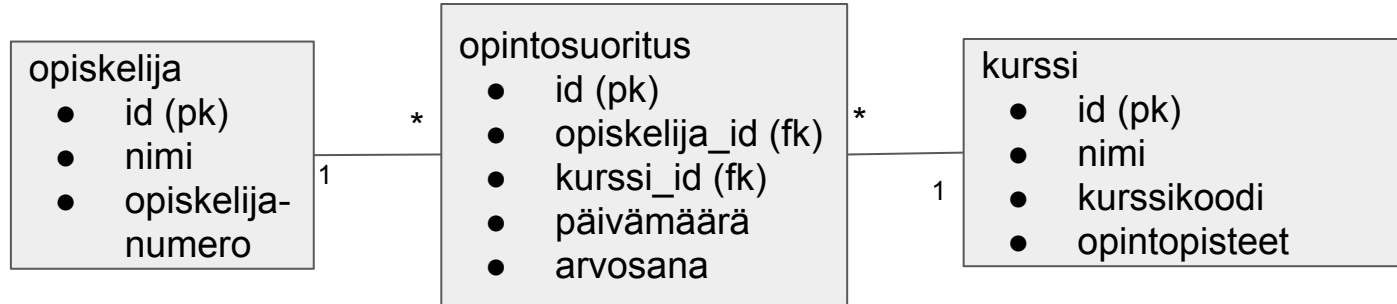 opiskelija
● id (pk)
● nimi
● opiskelija-
numero
1
*
opintosuoritus
● id (pk)
● opiskelija_id (fk)
● kurssi_id (fk)
● päivämäärä
● arvosana
*
1
kurssi
● id (pk)
● nimi
● kurssikoodi
● opintopisteet